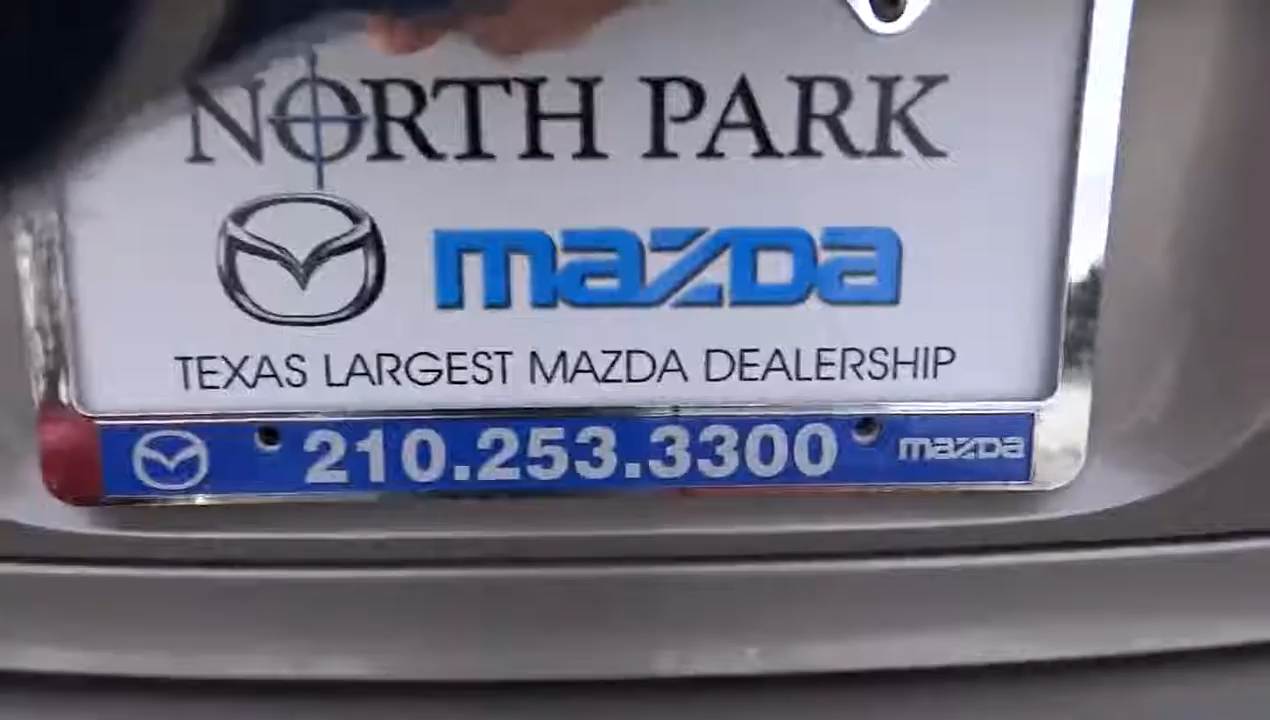 NORTH PARK
mazda
TEXAS LARGEST MAZDA DEALERSHIP
210.253.3300 mazda